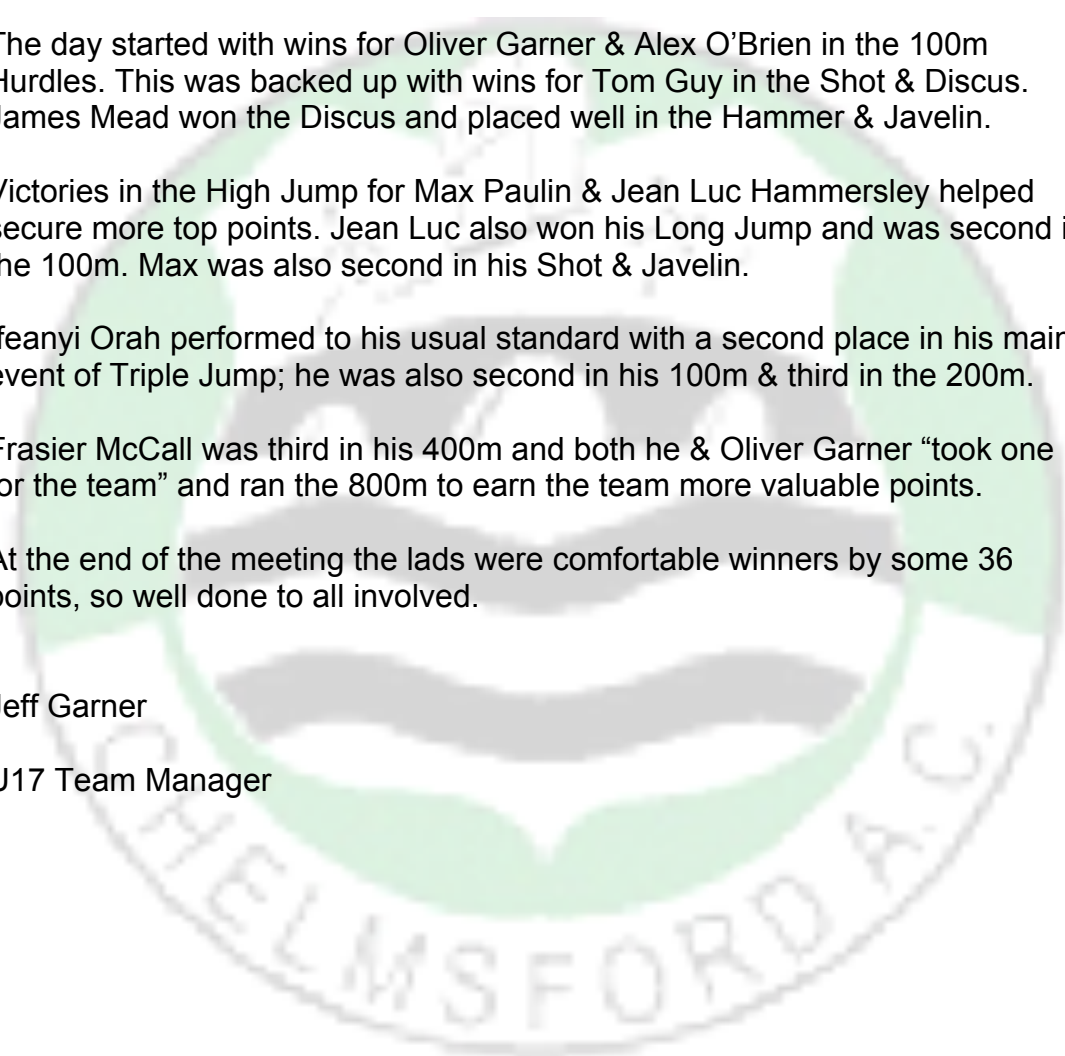 The day started with wins for Oliver Garner & Alex O’Brien in the 100m
Hurdles. This was backed up with wins for Tom Guy in the Shot & Discus.
James Mead won the Discus and placed well in the Hammer & Javelin.
Victories in the High Jump for Max Paulin & Jean Luc Hammersley helped
secure more top points. Jean Luc also won his Long Jump and was second i
the 100m. Max was also second in his Shot & Javelin.
Ifeanyi Orah performed to his usual standard with a second place in his main
event of Triple Jump; he was also second in his 100m & third in the 200m.
Frasier McCall was third in his 400m and both he & Oliver Garner “took one
for the team” and ran the 800m to earn the team more valuable points.
At the end of the meeting the lads were comfortable winners by some 36
points, so well done to all involved.
Jeff Garner
U17 Team Manager
CHELMSFORD A.C.